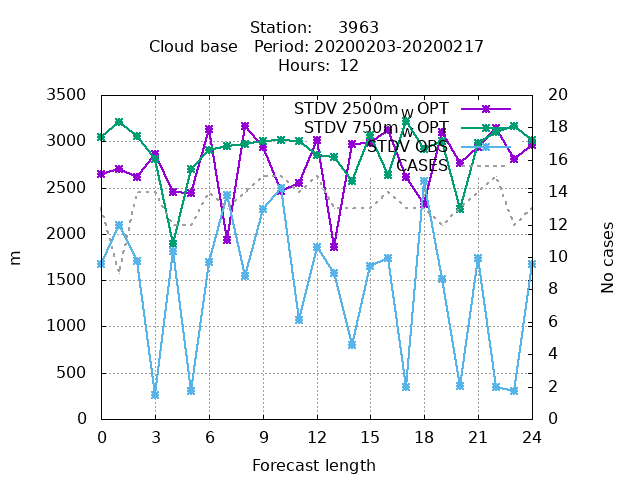 Station: 3963
Cloud base Period: 20200203-20200217
Hours: 12
STDV 2500m_W OPT
STDV 750m_W OPT
STDV OBS
CASES
3500
3000
2500
2000
1500
1000
500
0
20
18
16
14
12
10
8
6
4
2
0
m
No cases
0 3 6 9 12 15 18 21 24
Forecast length